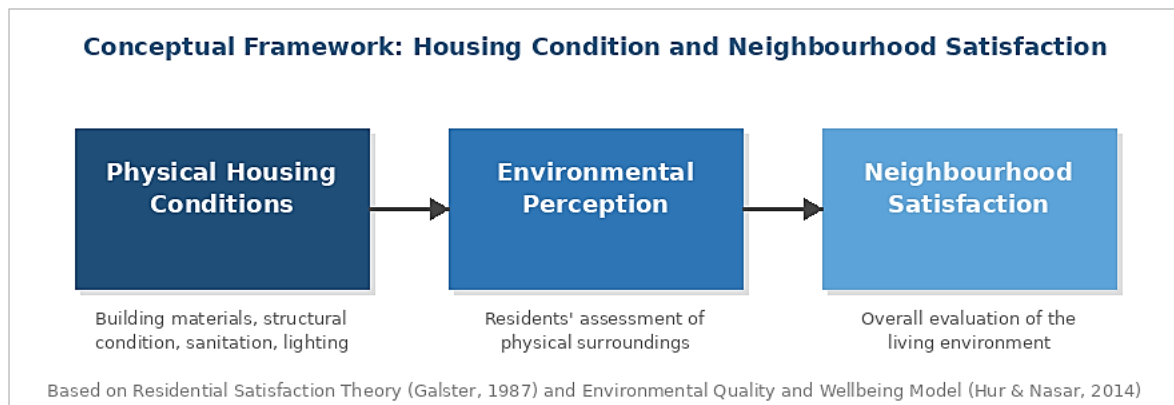 Conceptual Framework: Housing Condition and Neighbourhood Satisfaction
Physical Housing
Conditions
Environmental
Perception
Neighbourhood
Satisfaction
Building materials, structural
condition, sanitation, lighting
Residents' assessment of
physical surroundings
Overall evaluation of the
living environment
Based on Residential Satisfaction Theory (Galster, 1987) and Environmental Quality and Wellbeing Model (Hur & Nasar, 2014)